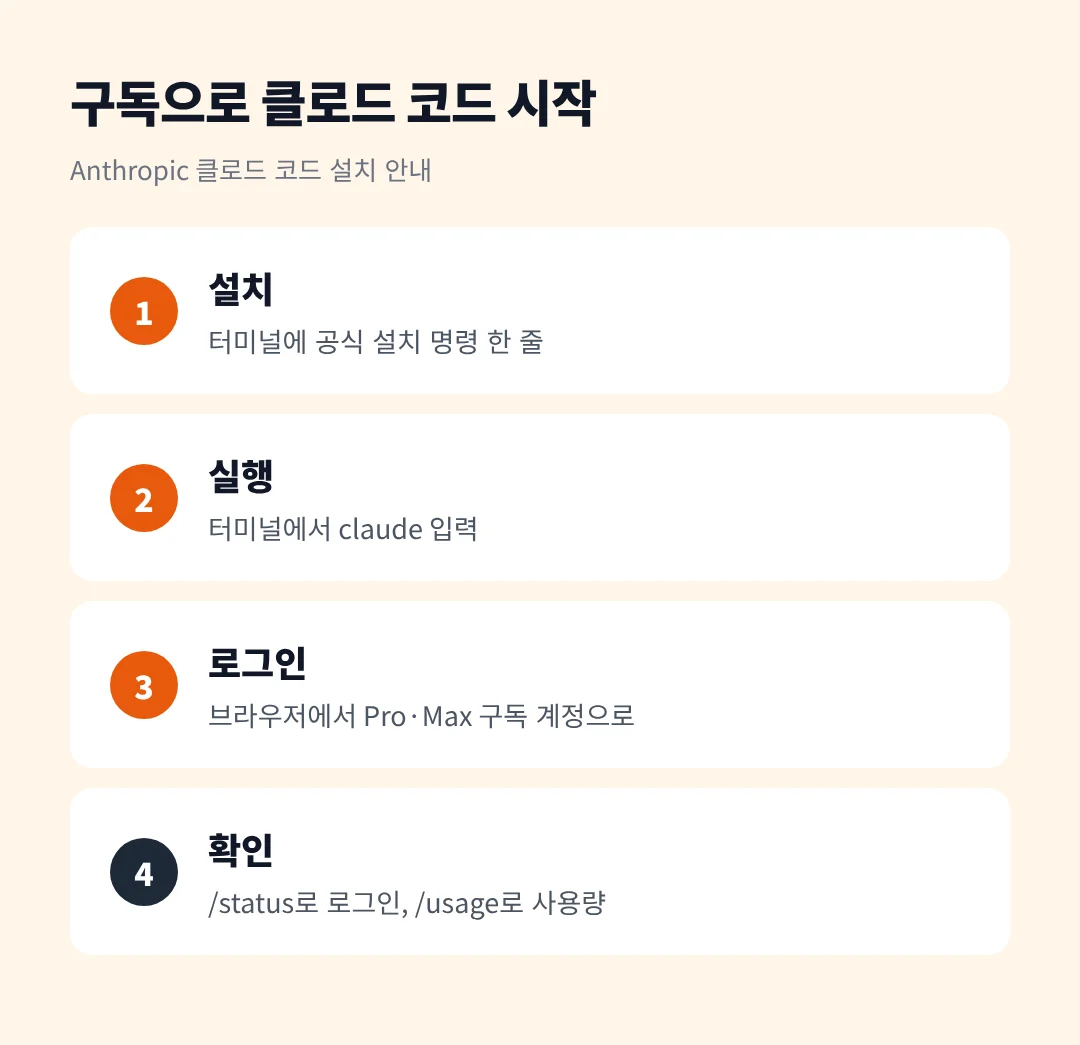 구독으로 클로드 코드 시작
Anthropic 클로드 코드 설치 안내
1
설치
터미널에 공식 설치 명령 한 줄
2
실행
터미널에서 claude 입력
3
로그인
브라우저에서 Pro·Max 구독 계정으로
4
확인
/status로 로그인, /usage로 사용량